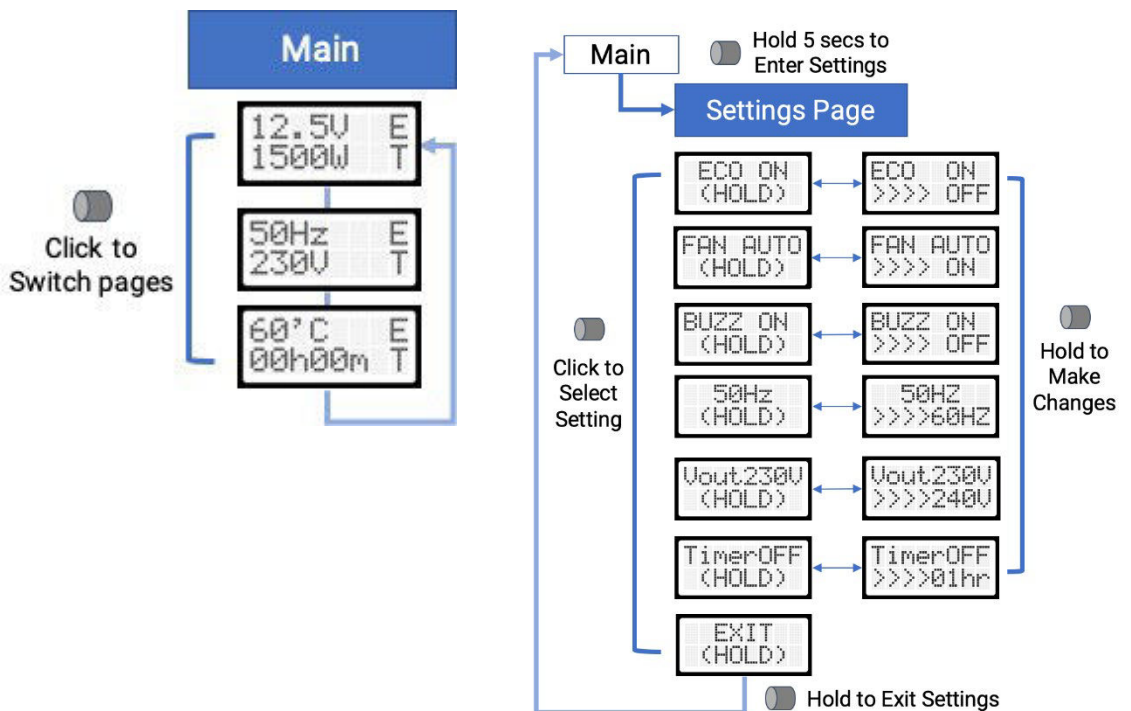 Main
12.5V E
1500W T
50Hz E
230V T
60'C E
00h00m T
Click to
Switch pages
Main
Hold 5 secs to
Enter Settings
Settings Page
ECO ON
(HOLD)
ECO ON
>>>> OFF
FAN AUTO
(HOLD)
FAN AUTO
>>>> ON
BUZZ ON
(HOLD)
BUZZ ON
>>>> OFF
50Hz
(HOLD)
50HZ
>>>>60HZ
Vout230V
(HOLD)
Vout230V
>>>>240V
TimerOFF
(HOLD)
TimerOFF
>>>>01hr
EXIT
(HOLD)
Click to
Select
Setting
Hold to
Make
Changes
Hold to Exit Settings